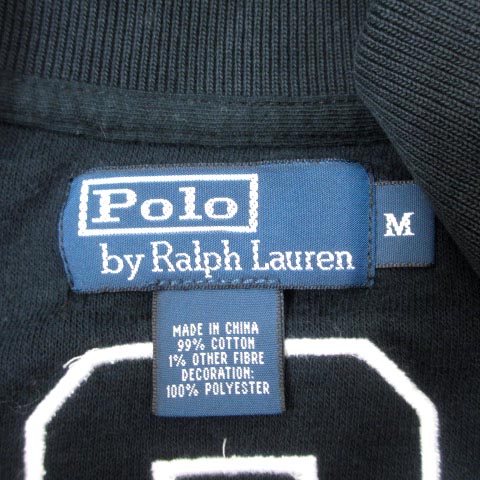 Polo
by Ralph Lauren
M
MADE IN CHINA
99% COTTON
1% OTHER FIBRE
DECORATION:
100% POLYESTER